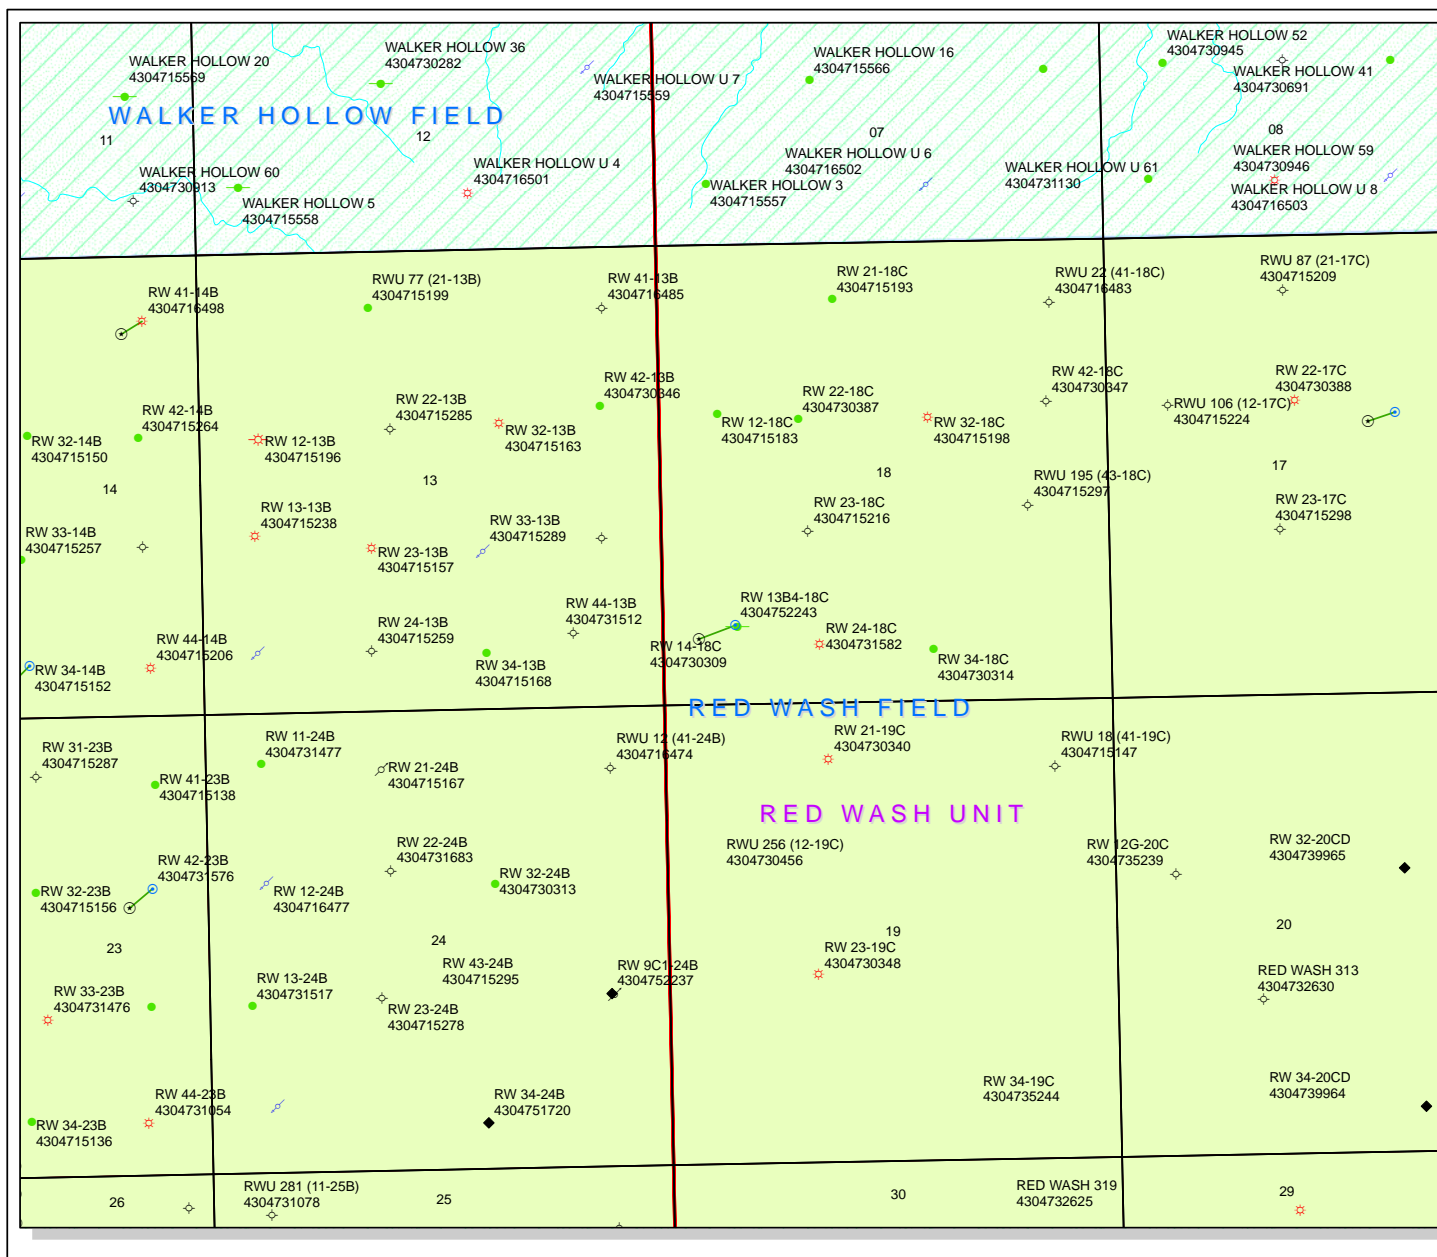 WALKER HOLLOW 20
4304715569
WALKER HOLLOW 36
4304730282
WALKER HOLLOW U 7
4304715559
WALKER HOLLOW 16
4304715566
WALKER HOLLOW 52
4304730945
WALKER HOLLOW 41
4304730691
WALKER HOLLOW FIELD
11
12
07
08
WALKER HOLLOW 60
4304730913
WALKER HOLLOW 5
4304715558
WALKER HOLLOW U 4
4304716501
WALKER HOLLOW U 6
4304716502
WALKER HOLLOW 3
4304715557
WALKER HOLLOW U 61
4304731130
WALKER HOLLOW 59
4304730946
WALKER HOLLOW U 8
4304716503
RW 41-14B
4304716498
RWU 77 (21-13B)
4304715199
RW 41-13B
4304716485
RW 21-18C
4304715193
RWU 22 (41-18C)
4304716483
RWU 87 (21-17C)
4304715209
RW 32-14B
4304715150
RW 42-14B
4304715264
RW 12-13B
4304715196
RW 22-13B
4304715285
RW 32-13B
4304715163
RW 42-13B
4304730346
RW 12-18C
4304715183
RW 22-18C
4304730387
RW 32-18C
4304715198
RW 42-18C
4304730347
RWU 106 (12-17C)
4304715224
RW 22-17C
4304730388
14
13
18
17
RW 33-14B
4304715257
RW 13-13B
4304715238
RW 23-13B
4304715157
RW 33-13B
4304715289
RW 23-18C
4304715216
RWU 195 (43-18C)
4304715297
RW 23-17C
4304715298
RW 34-14B
4304715152
RW 44-14B
4304715206
RW 24-13B
4304715259
RW 34-13B
4304715168
RW 44-13B
4304731512
RW 14-18C
4304730309
RW 13B4-18C
4304752243
RW 24-18C
4304731582
RW 34-18C
4304730314
RED WASH FIELD
RW 31-23B
4304715287
RW 41-23B
4304715138
RW 11-24B
4304731477
RW 21-24B
4304715167
RWU 12 (41-24B)
4304716474
RW 21-19C
4304730340
RWU 18 (41-19C)
4304715147
RED WASH UNIT
RW 32-23B
4304715156
RW 42-23B
4304731576
RW 12-24B
4304716477
RW 22-24B
4304731683
RW 32-24B
4304730313
RWU 256 (12-19C)
4304730456
RW 12G-20C
4304735239
RW 32-20CD
4304739965
23
24
19
20
RW 33-23B
4304731476
RW 13-24B
4304731517
RW 23-24B
4304715278
RW 43-24B
4304715295
RW 9C1-24B
4304752237
RW 23-19C
4304730348
RED WASH 313
4304732630
RW 34-23B
4304715136
RW 44-23B
4304731054
RW 34-24B
4304751720
RW 34-19C
4304735244
RW 34-20CD
4304739964
26
RWU 281 (11-25B)
4304731078
25
30
RED WASH 319
4304732625
29